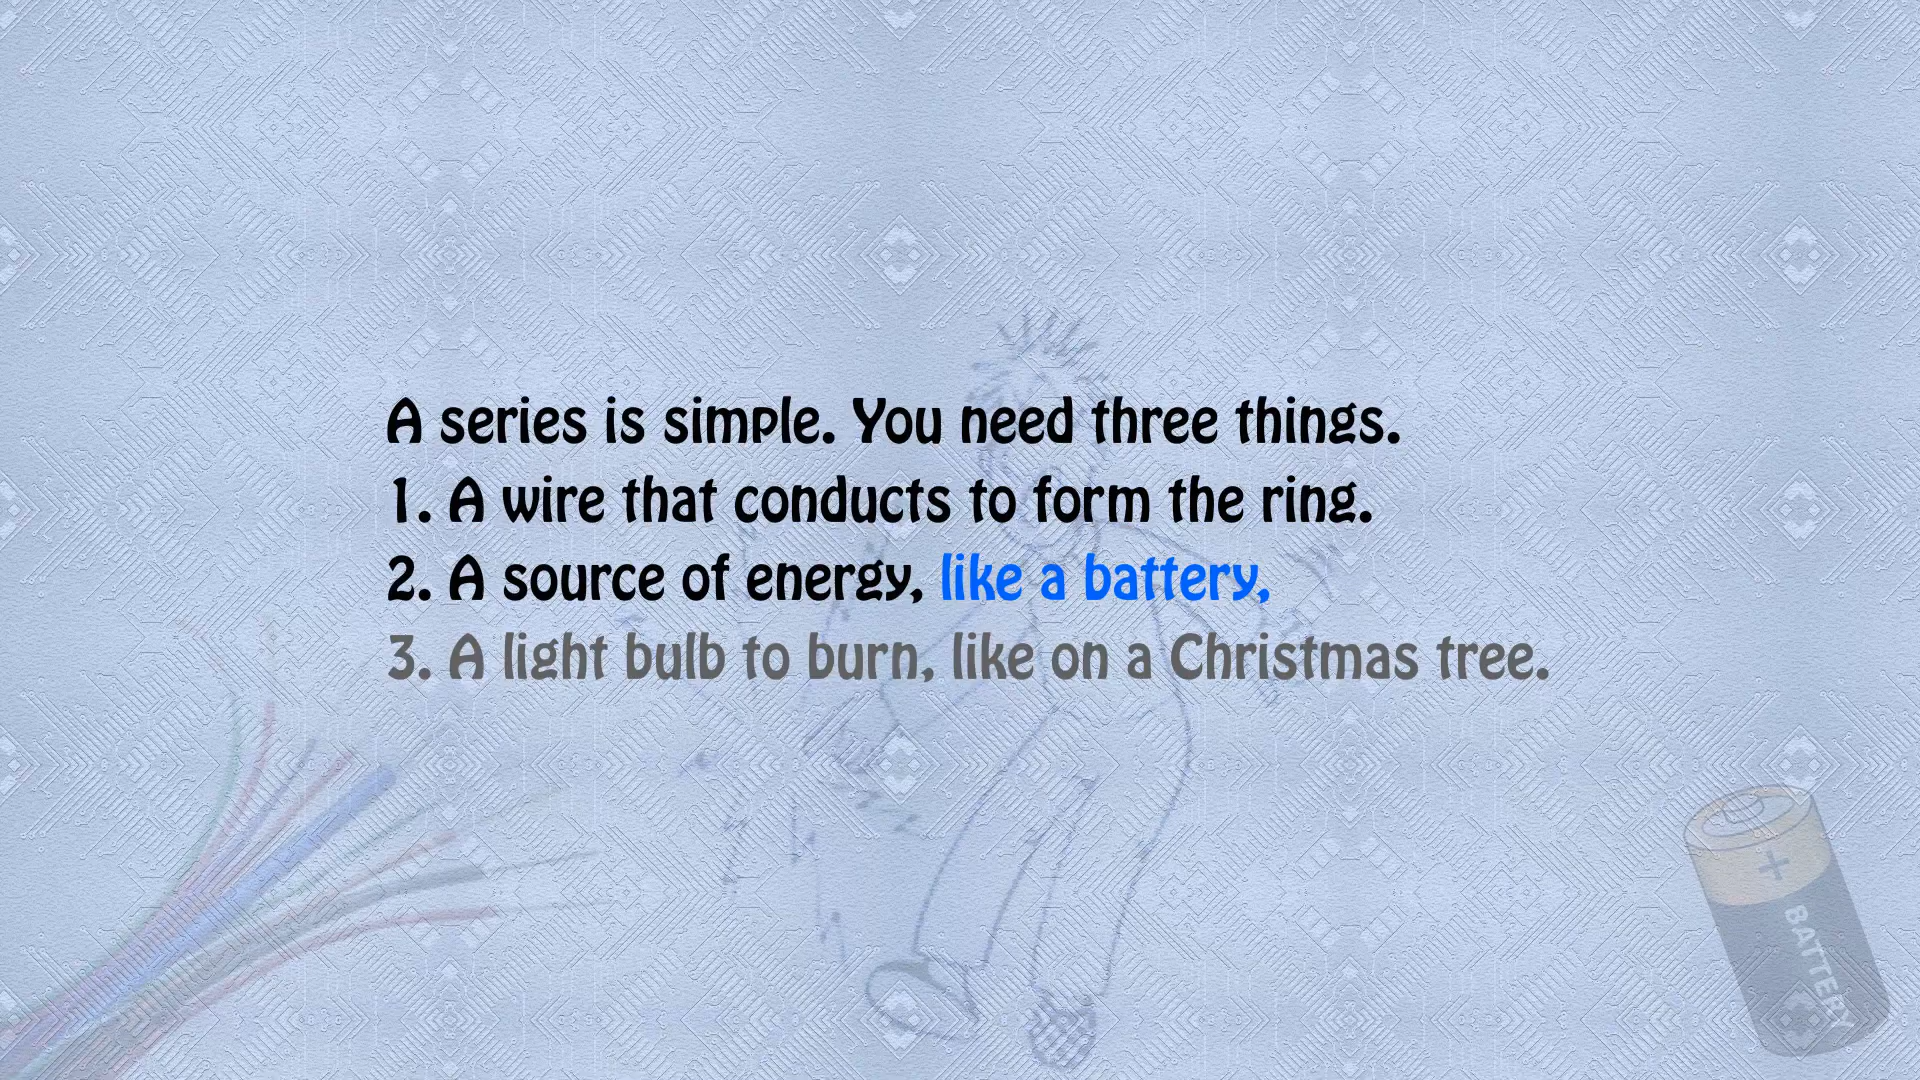 A series is simple. You need three things.
1. A wire that conducts to form the ring.
2. A source of energy, like a battery,
3. A light bulb to burn, like on a Christmas tree.
+
BATTERY